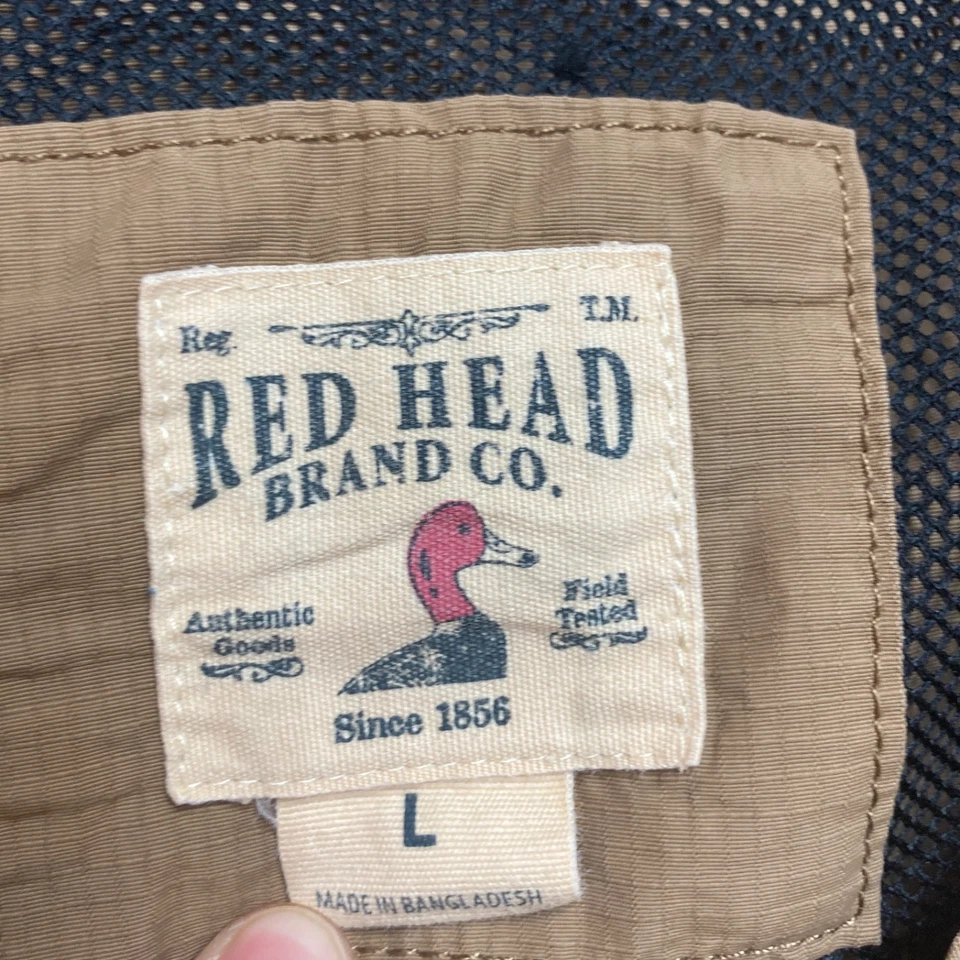 Reg. T.M.
RED HEAD
BRAND CO.
Authentic
Goods
Field
Tested
Since 1856
L
MADE IN BANGLADESH